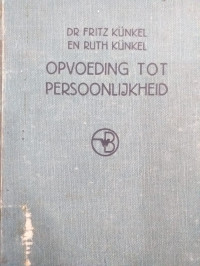 DR FRITZ KÜNKEL
EN RUTH KÜNKEL
OPVOEDING TOT
PERSOONLIJKHEID